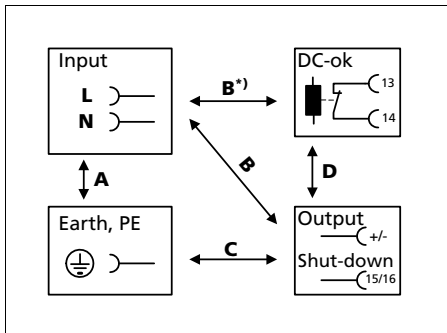 Input
L
N
B*)
DC-ok
13
14
A
B
D
Earth, PE
C
Output
+/-
Shut-down
15/16